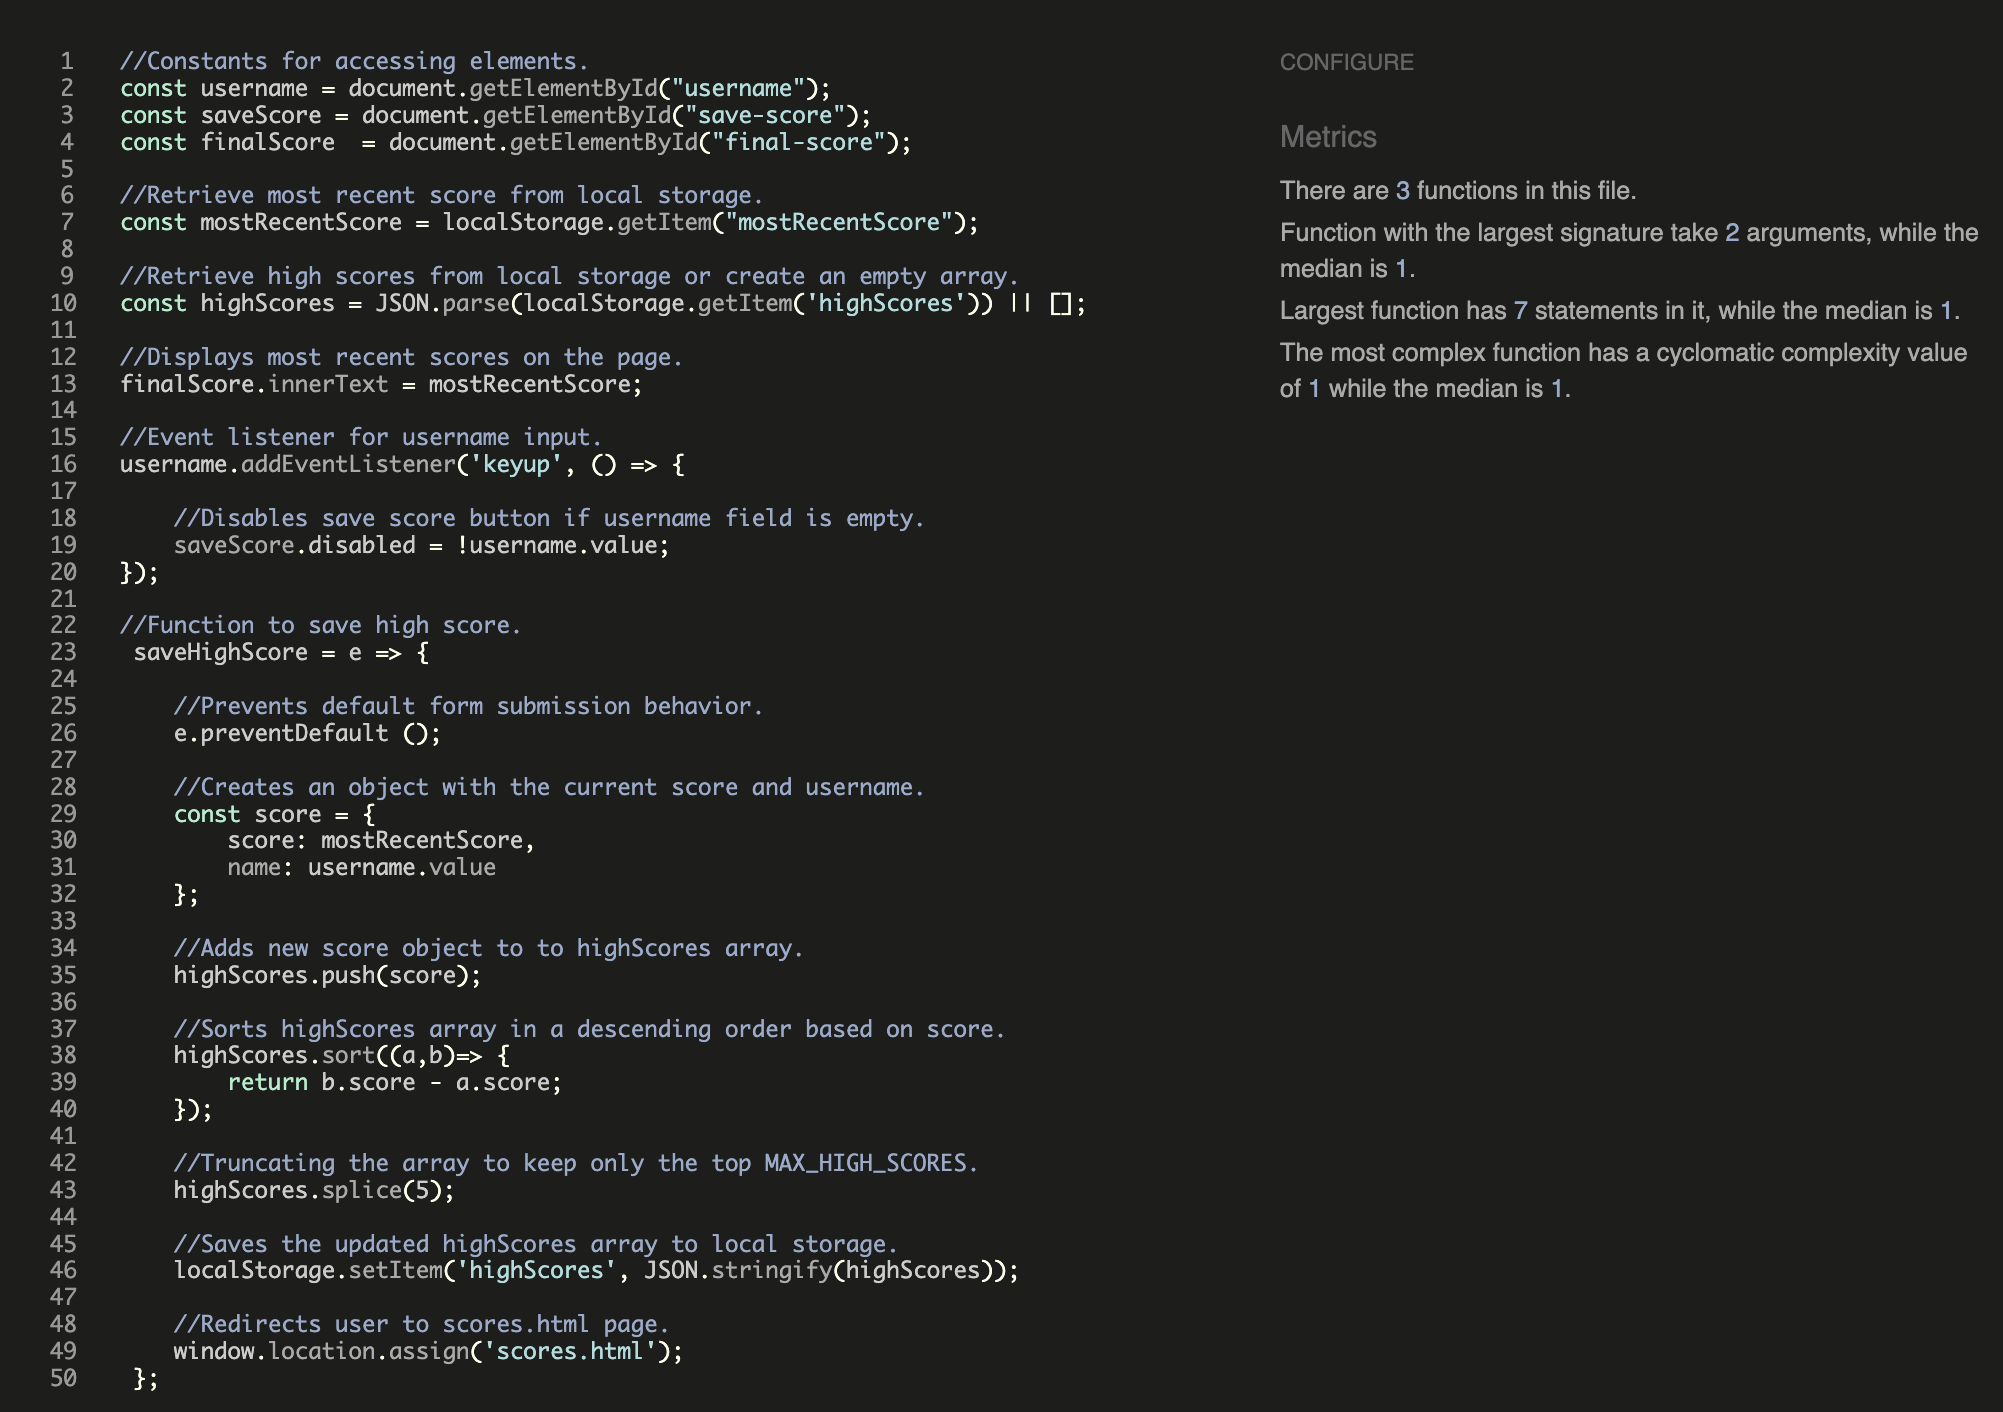 1 //Constants for accessing elements.
2 const username = document.getElementById("username");
3 const saveScore = document.getElementById("save-score");
4 const finalScore  = document.getElementById("final-score");
5
6 //Retrieve most recent score from local storage.
7 const mostRecentScore = localStorage.getItem("mostRecentScore");
8
9 //Retrieve high scores from local storage or create an empty array.
10 const highScores = JSON.parse(localStorage.getItem('highScores')) || [];
11
12 //Displays most recent scores on the page.
13 finalScore.innerText = mostRecentScore;
14
15 //Event listener for username input.
16 username.addEventListener('keyup', () => {
17
18     //Disables save score button if username field is empty.
19     saveScore.disabled = !username.value;
20 });
21
22 //Function to save high score.
23  saveHighScore = e => {
24
25     //Prevents default form submission behavior.
26     e.preventDefault ();
27
28     //Creates an object with the current score and username.
29     const score = {
30         score: mostRecentScore,
31         name: username.value
32     };
33
34     //Adds new score object to to highScores array.
35     highScores.push(score);
36
37     //Sorts highScores array in a descending order based on score.
38     highScores.sort((a,b)=> {
39         return b.score - a.score;
40     });
41
42     //Truncating the array to keep only the top MAX_HIGH_SCORES.
43     highScores.splice(5);
44
45     //Saves the updated highScores array to local storage.
46     localStorage.setItem('highScores', JSON.stringify(highScores));
47
48     //Redirects user to scores.html page.
49     window.location.assign('scores.html');
50  };
CONFIGURE
Metrics
There are 3 functions in this file.
Function with the largest signature take 2 arguments, while the
median is 1.
Largest function has 7 statements in it, while the median is 1.
The most complex function has a cyclomatic complexity value
of 1 while the median is 1.